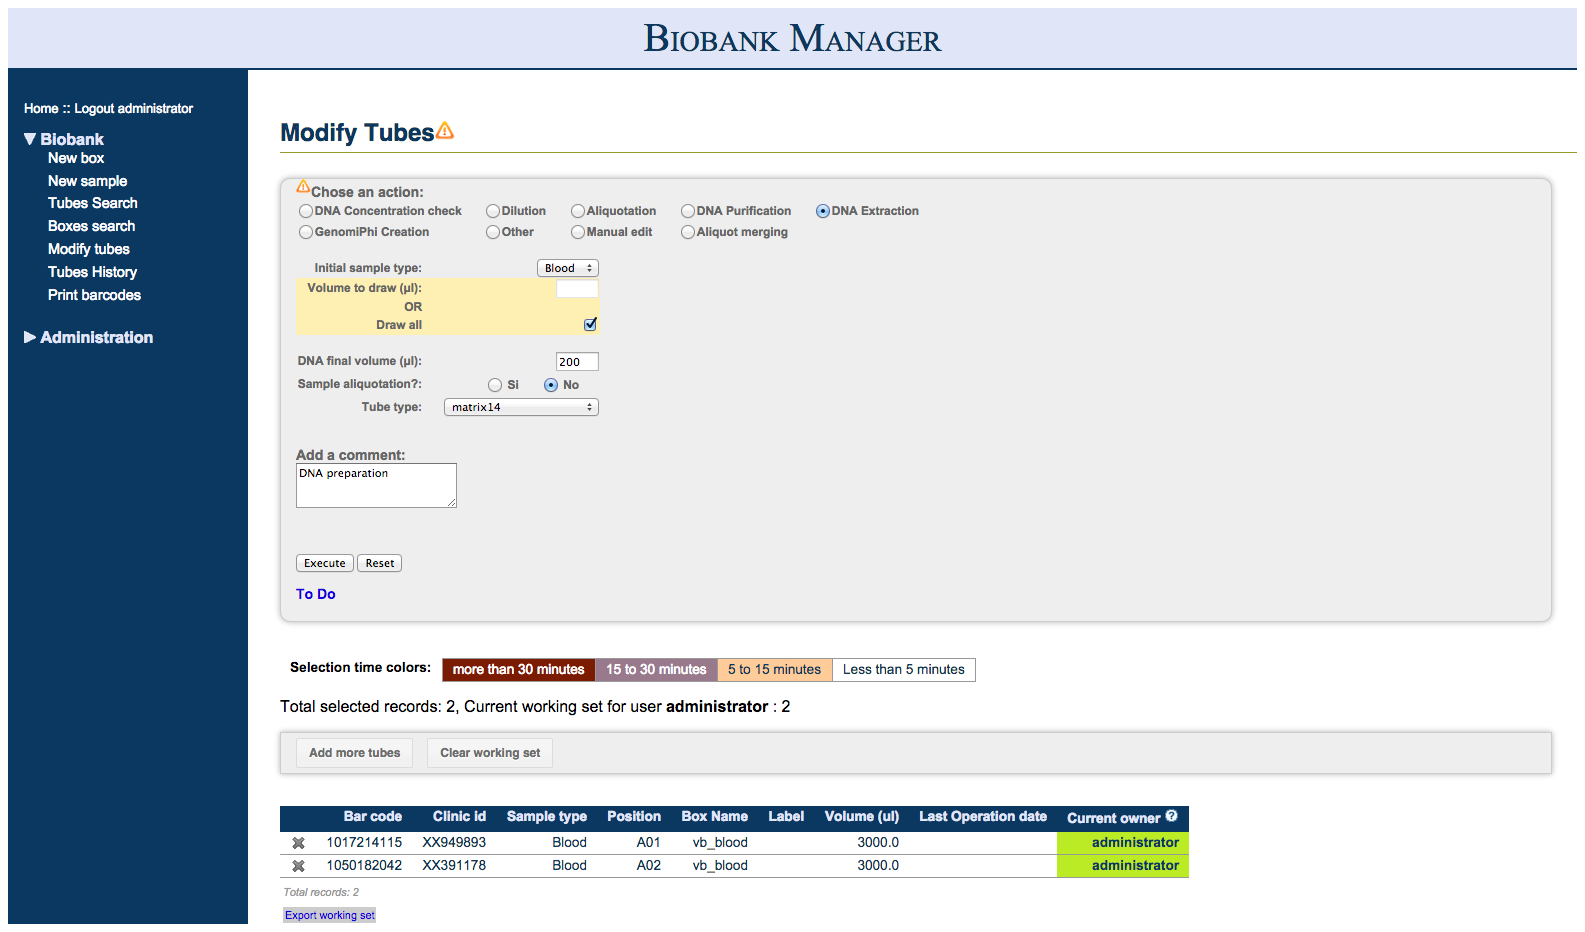 BIOBANK MANAGER
Home :: Logout administrator
▼ Biobank
New box
New sample
Tubes Search
Boxes search
Modify tubes
Tubes History
Print barcodes
▶ Administration
Modify Tubes
Chose an action:
DNA Concentration check Dilution Aliquotation DNA Purification DNA Extraction
GenomiPhi Creation Other Manual edit Aliquot merging
Initial sample type: Blood
Volume to draw (µl):
OR
Draw all
DNA final volume (µl): 200
Sample aliquotation?: Si No
Tube type: matrix14
Add a comment:
DNA preparation
Execute Reset
To Do
Selection time colors: more than 30 minutes 15 to 30 minutes 5 to 15 minutes Less than 5 minutes
Total selected records: 2, Current working set for user administrator : 2
Add more tubes Clear working set
Bar code Clinic id Sample type Position Box Name Label Volume (ul) Last Operation date Current owner ?
1017214115 XX949893 Blood A01 vb_blood 3000.0 administrator
1050182042 XX391178 Blood A02 vb_blood 3000.0 administrator
Total records: 2
Export working set